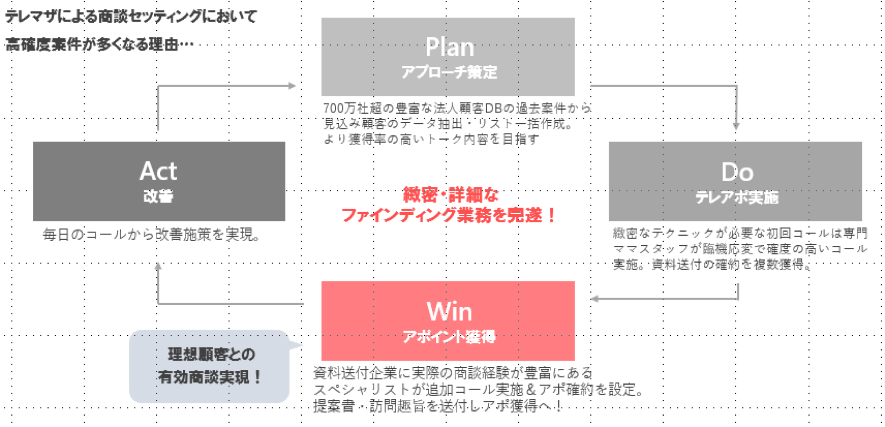 テレマザによる商談セッティングにおいて
高確度案件が多くなる理由…
Plan
アプローチ策定
700万社超の豊富な法人顧客DBの過去案件から
見込み顧客のデータ抽出・リスト一括作成。
より獲得率の高いトーク内容を目指す
Act
改善
毎日のコールから改善施策を実現。
緻密・詳細な
ファインディング業務を完遂！
Do
テレアポ実施
緻密なテクニックが必要な初回コールは専門
ママスタッフが臨機応変で確度の高いコール
実施。資料送付の確約を複数獲得。
Win
アポイント獲得
理想顧客との
有効商談実現！
資料送付企業に実際の商談経験が豊富にある
スペシャリストが追加コール実施＆アポ確約を設定。
提案書・訪問趣旨を送付しアポ獲得へ！